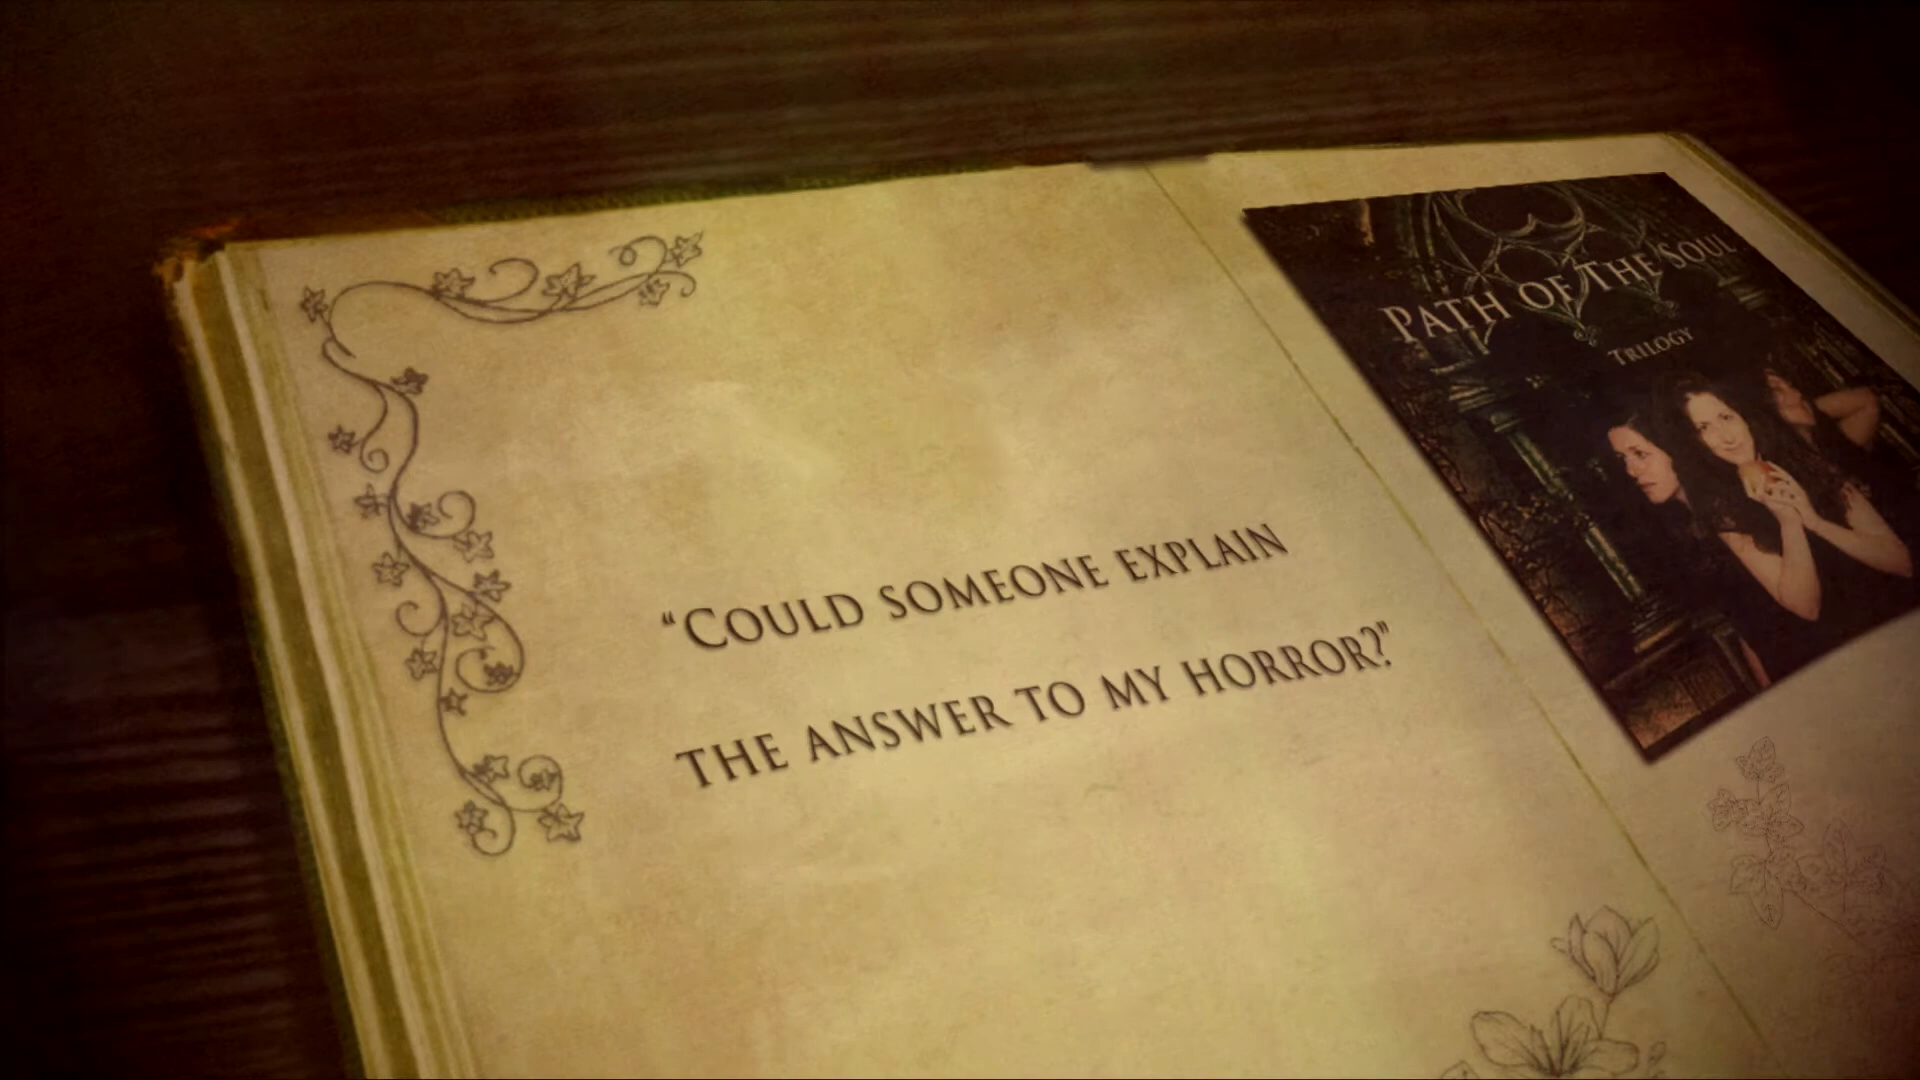 “Could someone explain
the answer to my horror?”
Path of The Soul
Trilogy